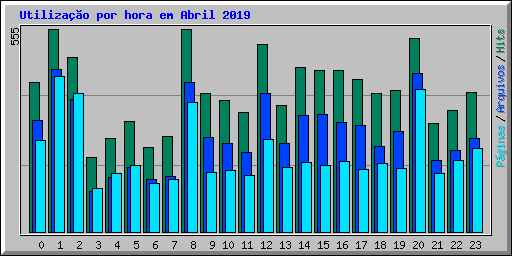 Utilização por hora em Abril 2019
555
Páginas / Arquivos / Hits
0 1 2 3 4 5 6 7 8 9 10 11 12 13 14 15 16 17 18 19 20 21 22 23